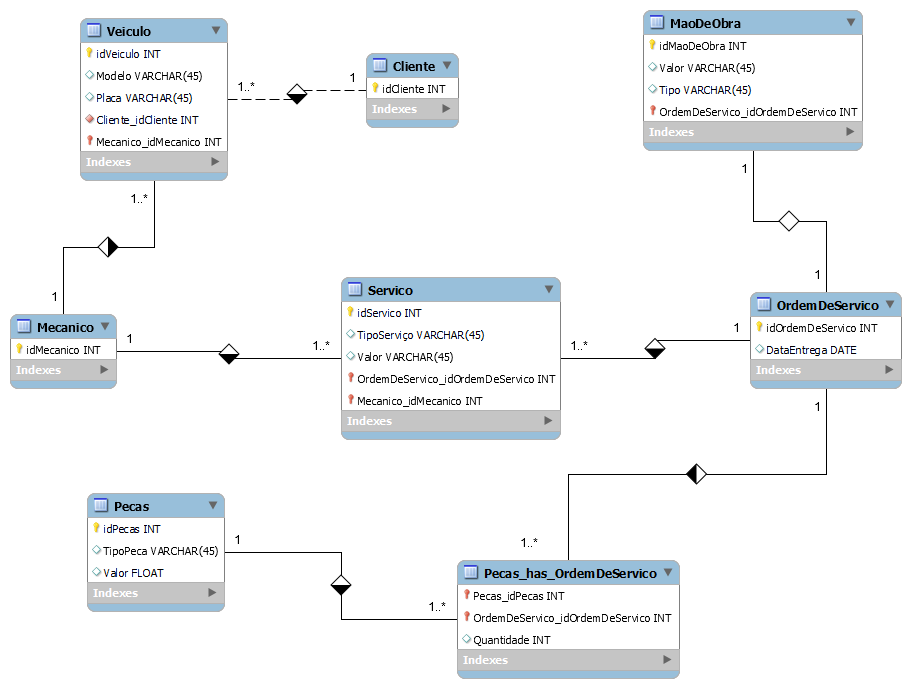 Veiculo
idVeiculo INT
Modelo VARCHAR(45)
Placa VARCHAR(45)
Cliente_idCliente INT
Mecanico_idMecanico INT
Indexes
1..*
1
Cliente
idCliente INT
Indexes
MaoDeObra
idMaoDeObra INT
Valor VARCHAR(45)
Tipo VARCHAR(45)
OrdemDeServico_idOrdemDeServico INT
Indexes
1
1
1..*
1
Mecanico
idMecanico INT
Indexes
1
1..*
Servico
idServico INT
TipoServiço VARCHAR(45)
Valor VARCHAR(45)
OrdemDeServico_idOrdemDeServico INT
Mecanico_idMecanico INT
Indexes
1..*
1
OrdemDeServico
idOrdemDeServico INT
DataEntrega DATE
Indexes
1
1..*
Pecas
idPecas INT
TipoPeca VARCHAR(45)
Valor FLOAT
Indexes
1
1..*
Pecas_has_OrdemDeServico
Pecas_idPecas INT
OrdemDeServico_idOrdemDeServico INT
Quantidade INT
Indexes